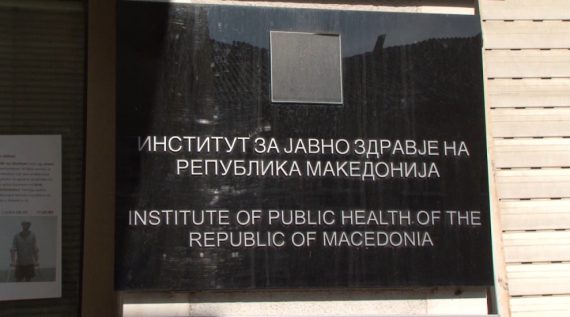 ИНСТИТУТ ЗА ЈАВНО ЗДРАВЈЕ НА
РЕПУБЛИКА МАКЕДОНИЈА
INSTITUTE OF PUBLIC HEALTH OF THE
REPUBLIC OF MACEDONIA